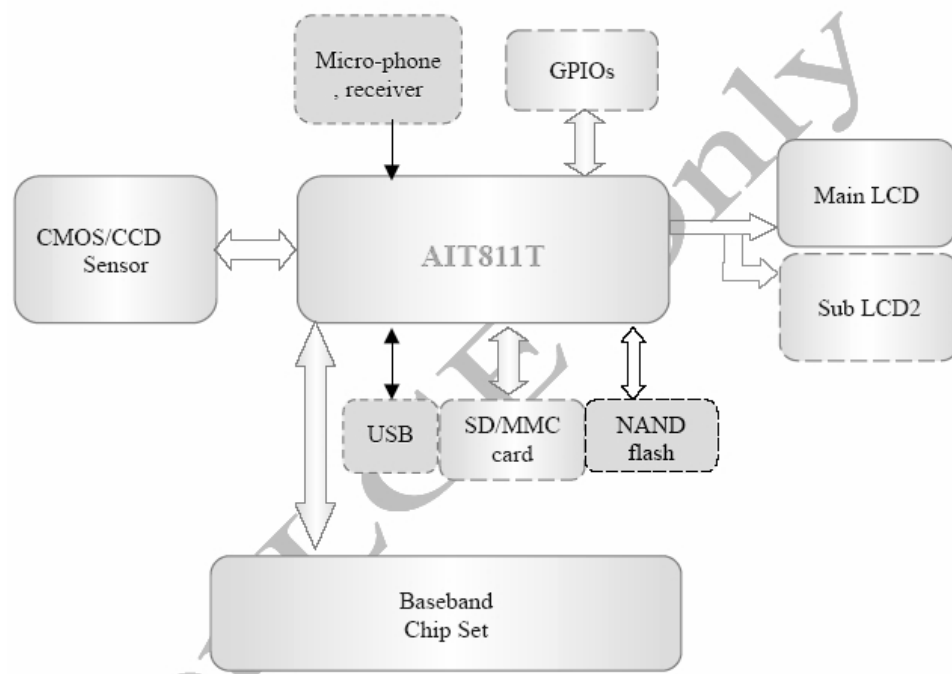 Micro-phone
, receiver
GPIOs
Main LCD
CMOS/CCD
Sensor
AIT811T
Sub LCD2
USB
SD/MMC
card
NAND
flash
Baseband
Chip Set
only